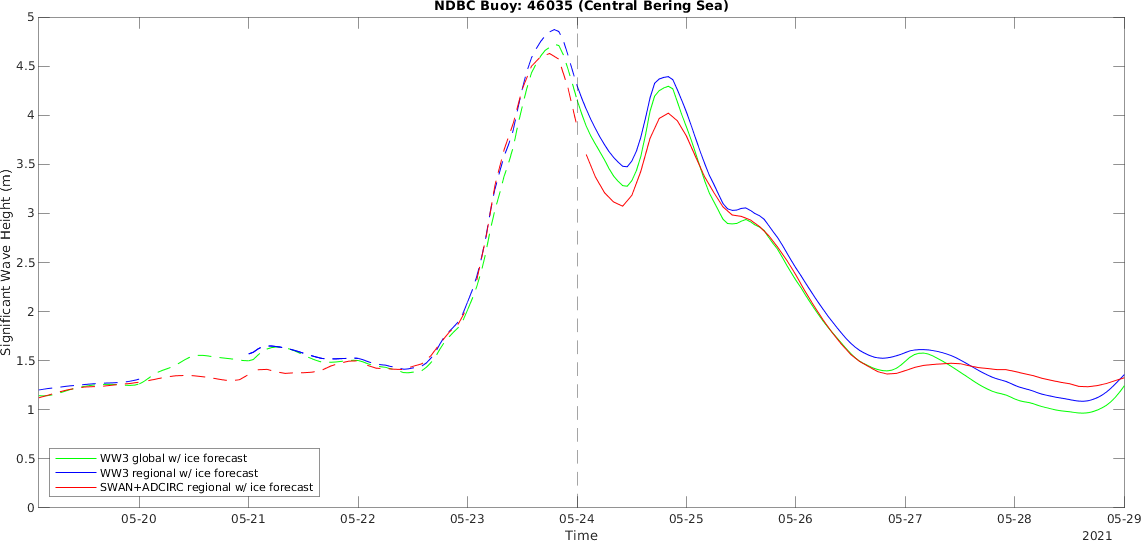 NDBC Buoy: 46035 (Central Bering Sea)
5
4.5
4
3.5
3
2.5
2
1.5
1
0.5
0
Significant Wave Height (m)
WW3 global w/ ice forecast
WW3 regional w/ ice forecast
SWAN+ADCIRC regional w/ ice forecast
05-20 05-21 05-22 05-23 05-24 05-25 05-26 05-27 05-28 05-29
Time
2021